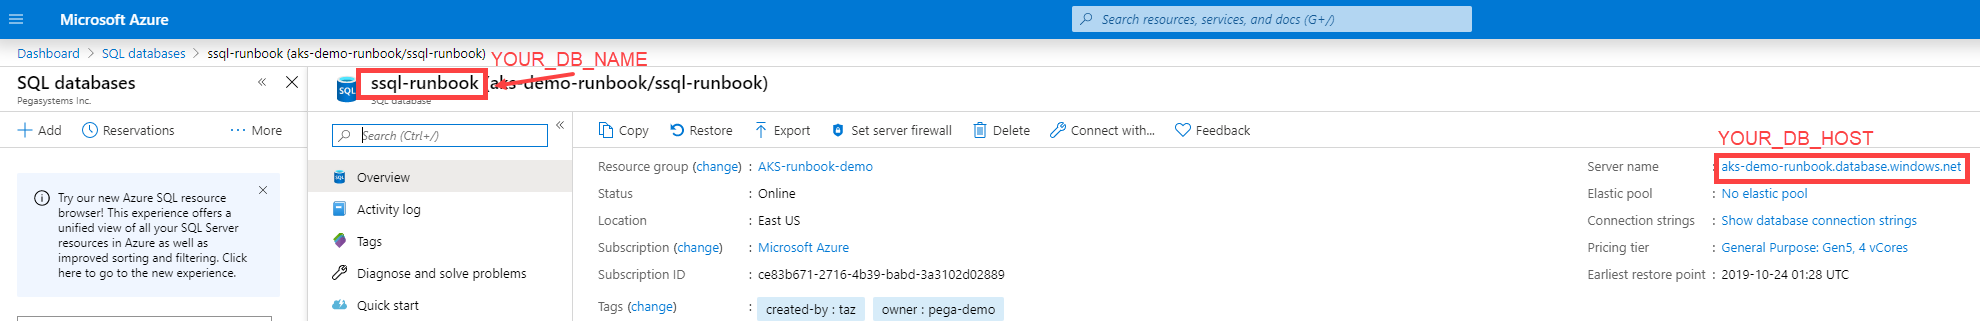 Microsoft Azure
Search resources, services, and docs (G+/)
Dashboard > SQL databases > ssql-runbook (aks-demo-runbook/ssql-runbook)
YOUR_DB_NAME
SQL databases
Pegasystems Inc.
Add
Reservations
More
Try our new Azure SQL resource
browser! This experience offers a
unified view of all your SQL Server
resources in Azure as well as
improved sorting and filtering. Click
here to go to the new experience.
SQL
ssql-runbook (aks-demo-runbook/ssql-runbook)
SQL database
Search (Ctrl+/)
SQL Overview
Activity log
Tags
Diagnose and solve problems
Quick start
Copy
Restore
Export
Set server firewall
Delete
Connect with...
Feedback
Resource group (change) : AKS-runbook-demo
Status : Online
Location : East US
Subscription (change) : Microsoft Azure
Subscription ID : ce83b671-2716-4b39-babd-3a3102d02889
Tags (change) : created-by : taz owner : pega-demo
YOUR_DB_HOST
Server name : aks-demo-runbook.database.windows.net
Elastic pool : No elastic pool
Connection strings : Show database connection strings
Pricing tier : General Purpose: Gen5, 4 vCores
Earliest restore point : 2019-10-24 01:28 UTC